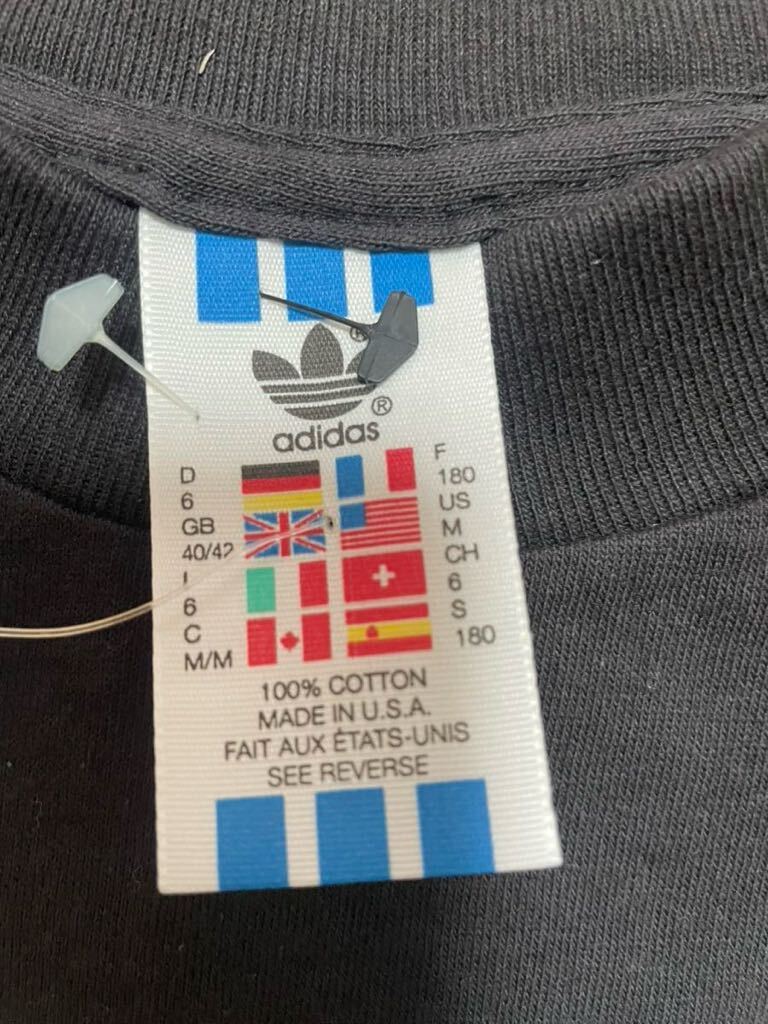 ®
®
adidas
D
6
GB
40/42
I
6
C
M/M
F
180
US
M
CH
6
S
180
100% COTTON
MADE IN U.S.A.
FAIT AUX ÉTATS-UNIS
SEE REVERSE